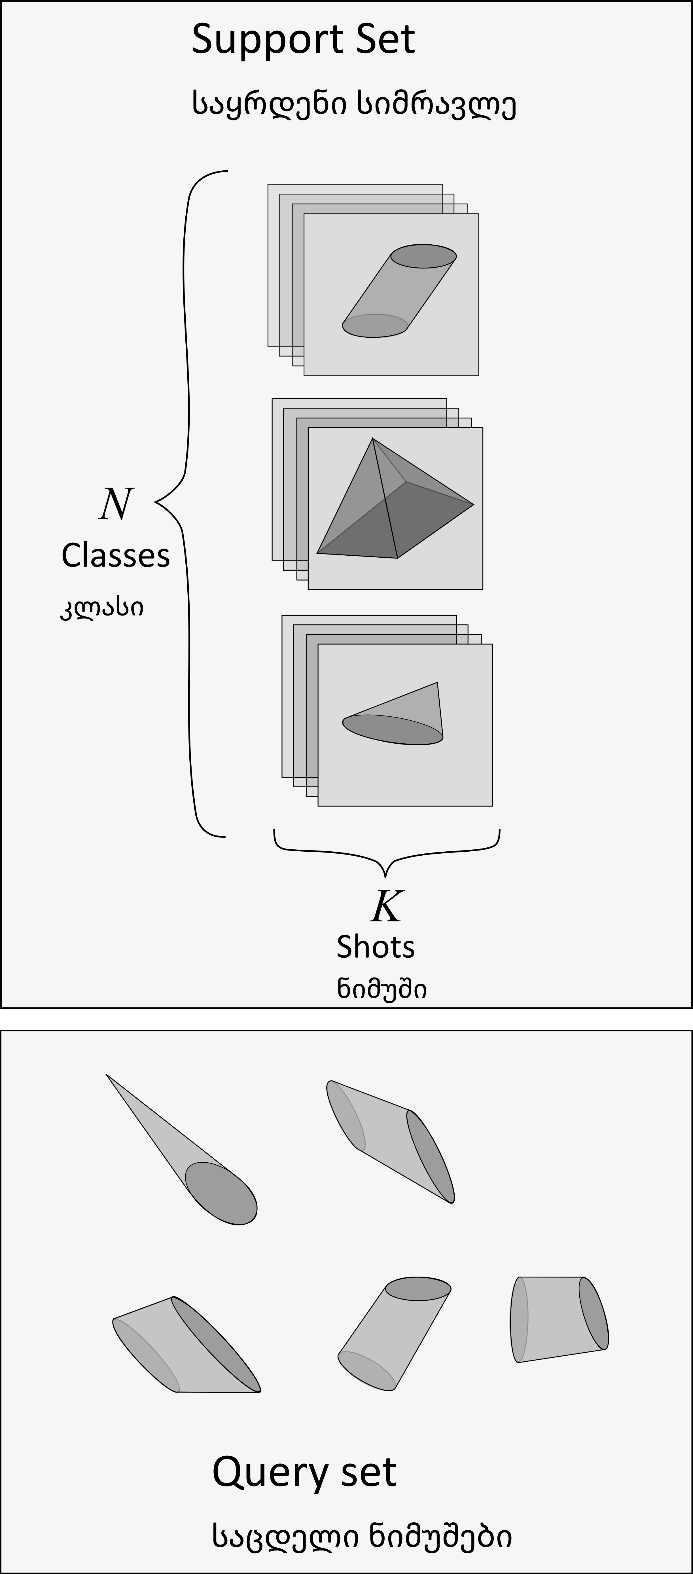 Support Set
საყრდენი სიმრავლე
N
Classes
კლასი
K
Shots
ნიმუში
Query set
საცდელი ნიმუშები